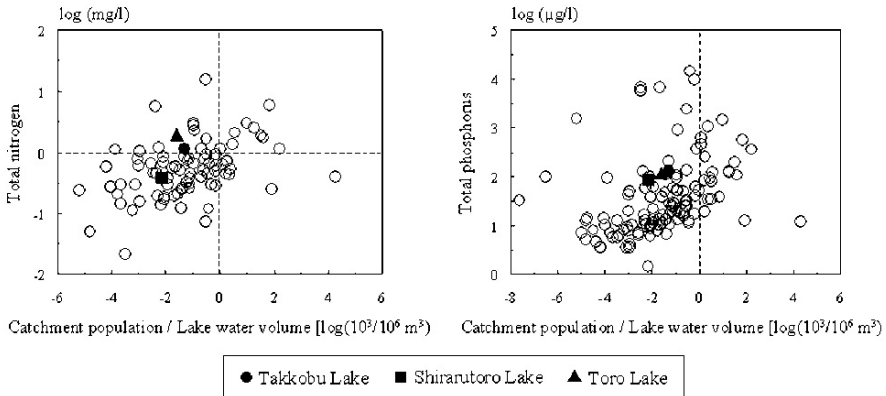 log (mg/l)
2
1
0
-1
-2
Total nitrogen
-6
-4
-2
0
2
4
6
Catchment population / Lake water volume [log(10³/10⁶ m³)
log (µg/l)
5
4
3
2
1
0
Total phosphorus
-8
-6
-4
-2
0
2
4
6
Catchment population / Lake water volume [log(10³/10⁶ m³)
Takkobu Lake
Shirarutoro Lake
Toro Lake